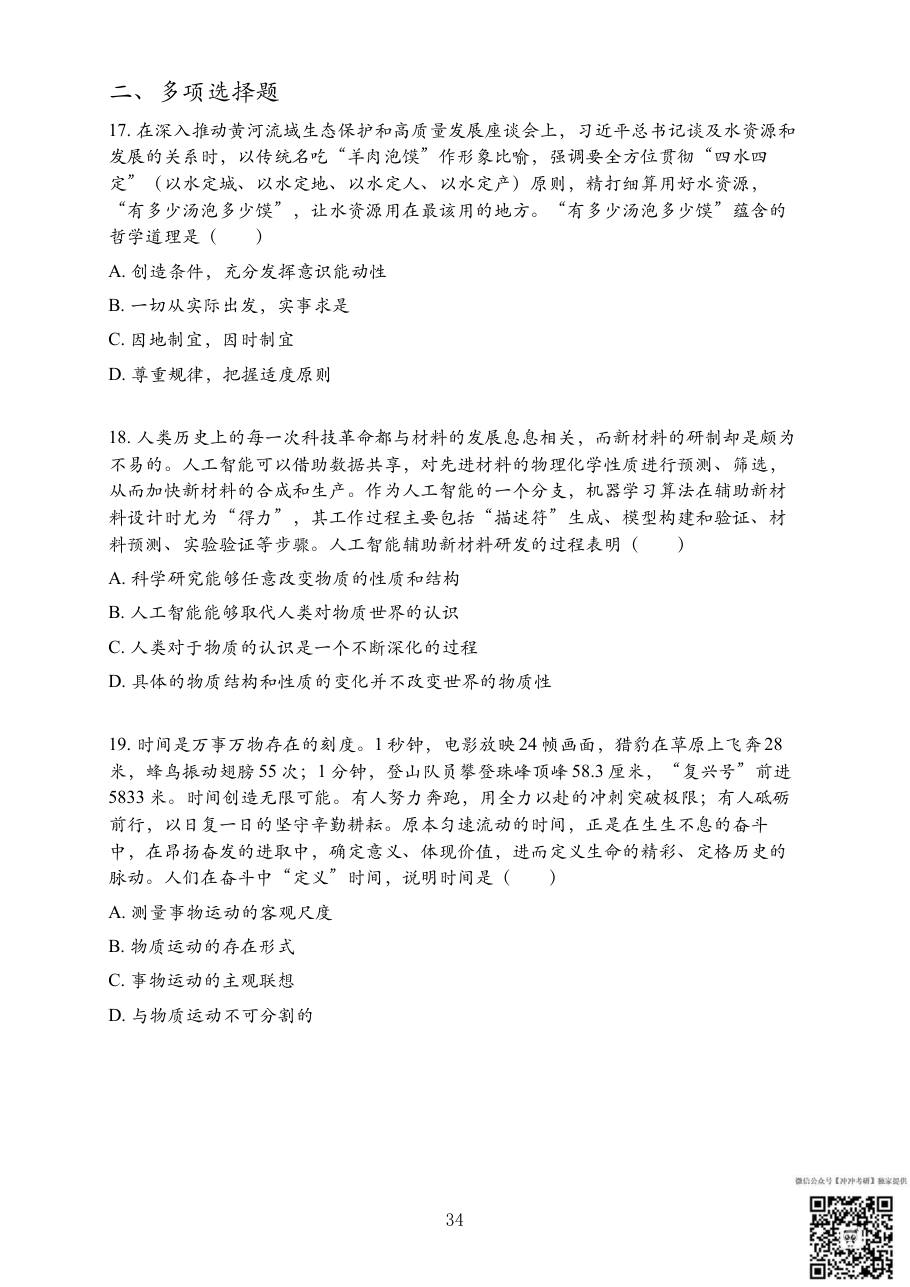 二、多项选择题
17. 在深入推动黄河流域生态保护和高质量发展座谈会上，习近平总书记谈及水资源和
发展的关系时，以传统名吃“羊肉泡馍”作形象比喻，强调要全方位贯彻“四水四
定”（以水定城、以水定地、以水定人、以水定产）原则，精打细算用好水资源，
“有多少汤泡多少馍”，让水资源用在最该用的地方。“有多少汤泡多少馍”蕴含的
哲学道理是（　　）
A. 创造条件，充分发挥意识能动性
B. 一切从实际出发，实事求是
C. 因地制宜，因时制宜
D. 尊重规律，把握适度原则
18. 人类历史上的每一次科技革命都与材料的发展息息相关，而新材料的研制却是颇为
不易的。人工智能可以借助数据共享，对先进材料的物理化学性质进行预测、筛选，
从而加快新材料的合成和生产。作为人工智能的一个分支，机器学习算法在辅助新材
料设计时尤为“得力”，其工作过程主要包括“描述符”生成、模型构建和验证、材
料预测、实验验证等步骤。人工智能辅助新材料研发的过程表明（　　）
A. 科学研究能够任意改变物质的性质和结构
B. 人工智能能够取代人类对物质世界的认识
C. 人类对于物质的认识是一个不断深化的过程
D. 具体的物质结构和性质的变化并不改变世界的物质性
19. 时间是万事万物存在的刻度。1 秒钟，电影放映 24 帧画面，猎豹在草原上飞奔 28
米，蜂鸟振动翅膀 55 次；1 分钟，登山队员攀登珠峰顶峰 58.3 厘米，“复兴号”前进
5833 米。时间创造无限可能。有人努力奔跑，用全力以赴的冲刺突破极限；有人砥砺
前行，以日复一日的坚守辛勤耕耘。原本匀速流动的时间，正是在生生不息的奋斗
中，在昂扬奋发的进取中，确定意义、体现价值，进而定义生命的精彩、定格历史的
脉动。人们在奋斗中“定义”时间，说明时间是（　　）
A. 测量事物运动的客观尺度
B. 物质运动的存在形式
C. 事物运动的主观联想
D. 与物质运动不可分割的
微信公众号【冲冲考研】独家提供
34